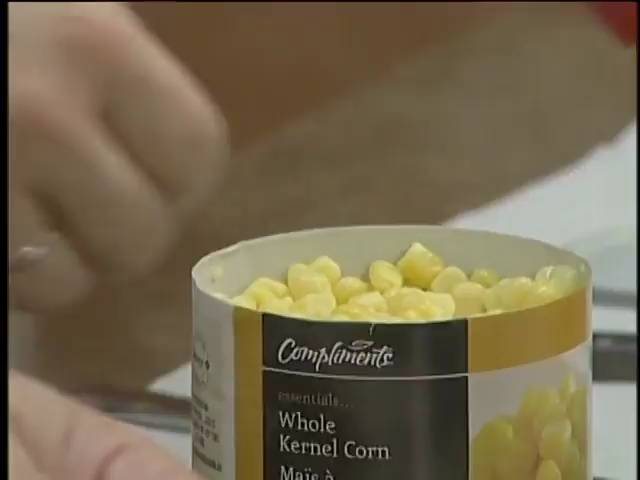 Compliments
essentials...
Whole
Kernel Corn
Maïs à